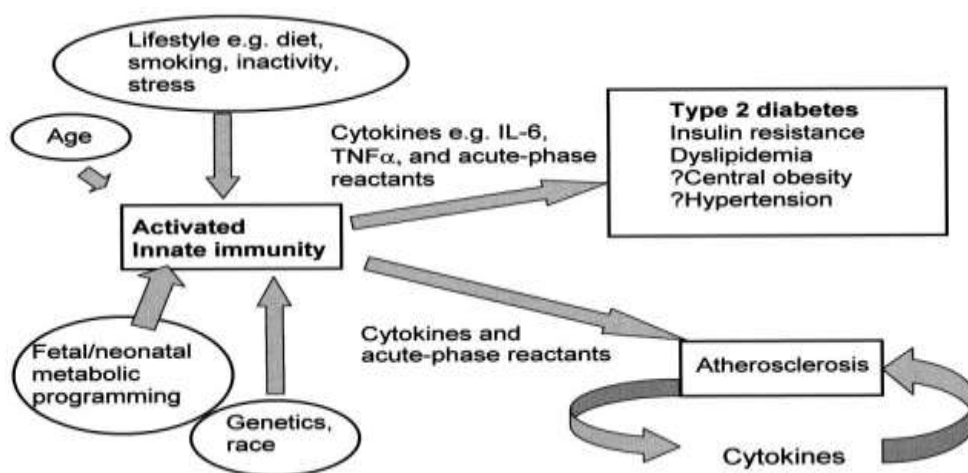 Lifestyle e.g. diet,
smoking, inactivity,
stress
Age
Cytokines e.g. IL-6,
TNFα, and acute-phase
reactants
Type 2 diabetes
Insulin resistance
Dyslipidemia
?Central obesity
?Hypertension
Activated
Innate immunity
Cytokines and
acute-phase reactants
Fetal/neonatal
metabolic
programming
Genetics,
race
Atherosclerosis
Cytokines